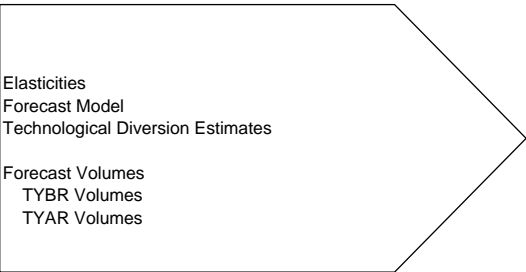 Elasticities
Forecast Model
Technological Diversion Estimates
Forecast Volumes
TYBR Volumes
TYAR Volumes